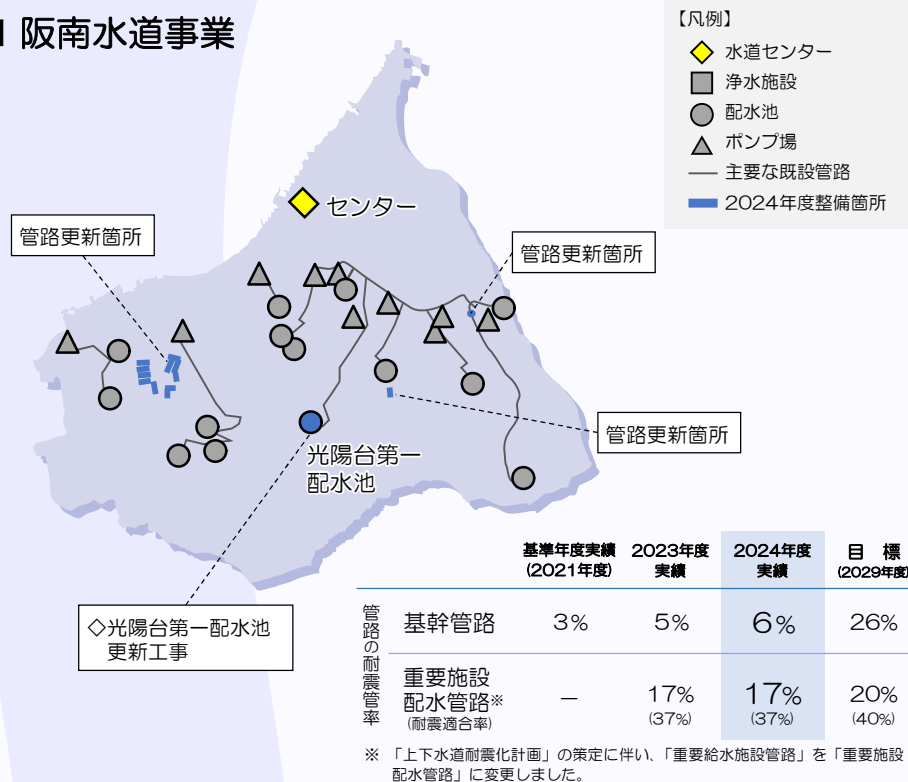 阪南水道事業
【凡例】
水道センター
浄水施設
配水池
ポンプ場
主要な既設管路
2024年度整備箇所
センター
管路更新箇所
管路更新箇所
管路更新箇所
光陽台第一
配水池
◇光陽台第一配水池
更新工事
基準年度実績 2023年度 2024年度 目 標
(2021年度) 実績 実績 (2029年度)
管路の耐震管率
基幹管路 3% 5% 6% 26%
重要施設
配水管路※ − 17% 17% 20%
(耐震適合率) (37%) (37%) (40%)
※ 「上下水道耐震化計画」の策定に伴い、「重要給水施設管路」を「重要施設
配水管路」に変更しました。